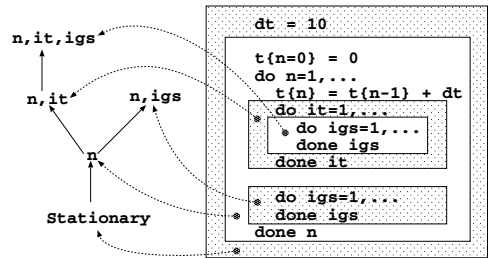 n,it,igs
n,it
n,igs
n
Stationary
dt = 10
t{n=0} = 0
do n=1,...
t{n} = t{n-1} + dt
do it=1,...
do igs=1,...
done igs
done it
do igs=1,...
done igs
done n